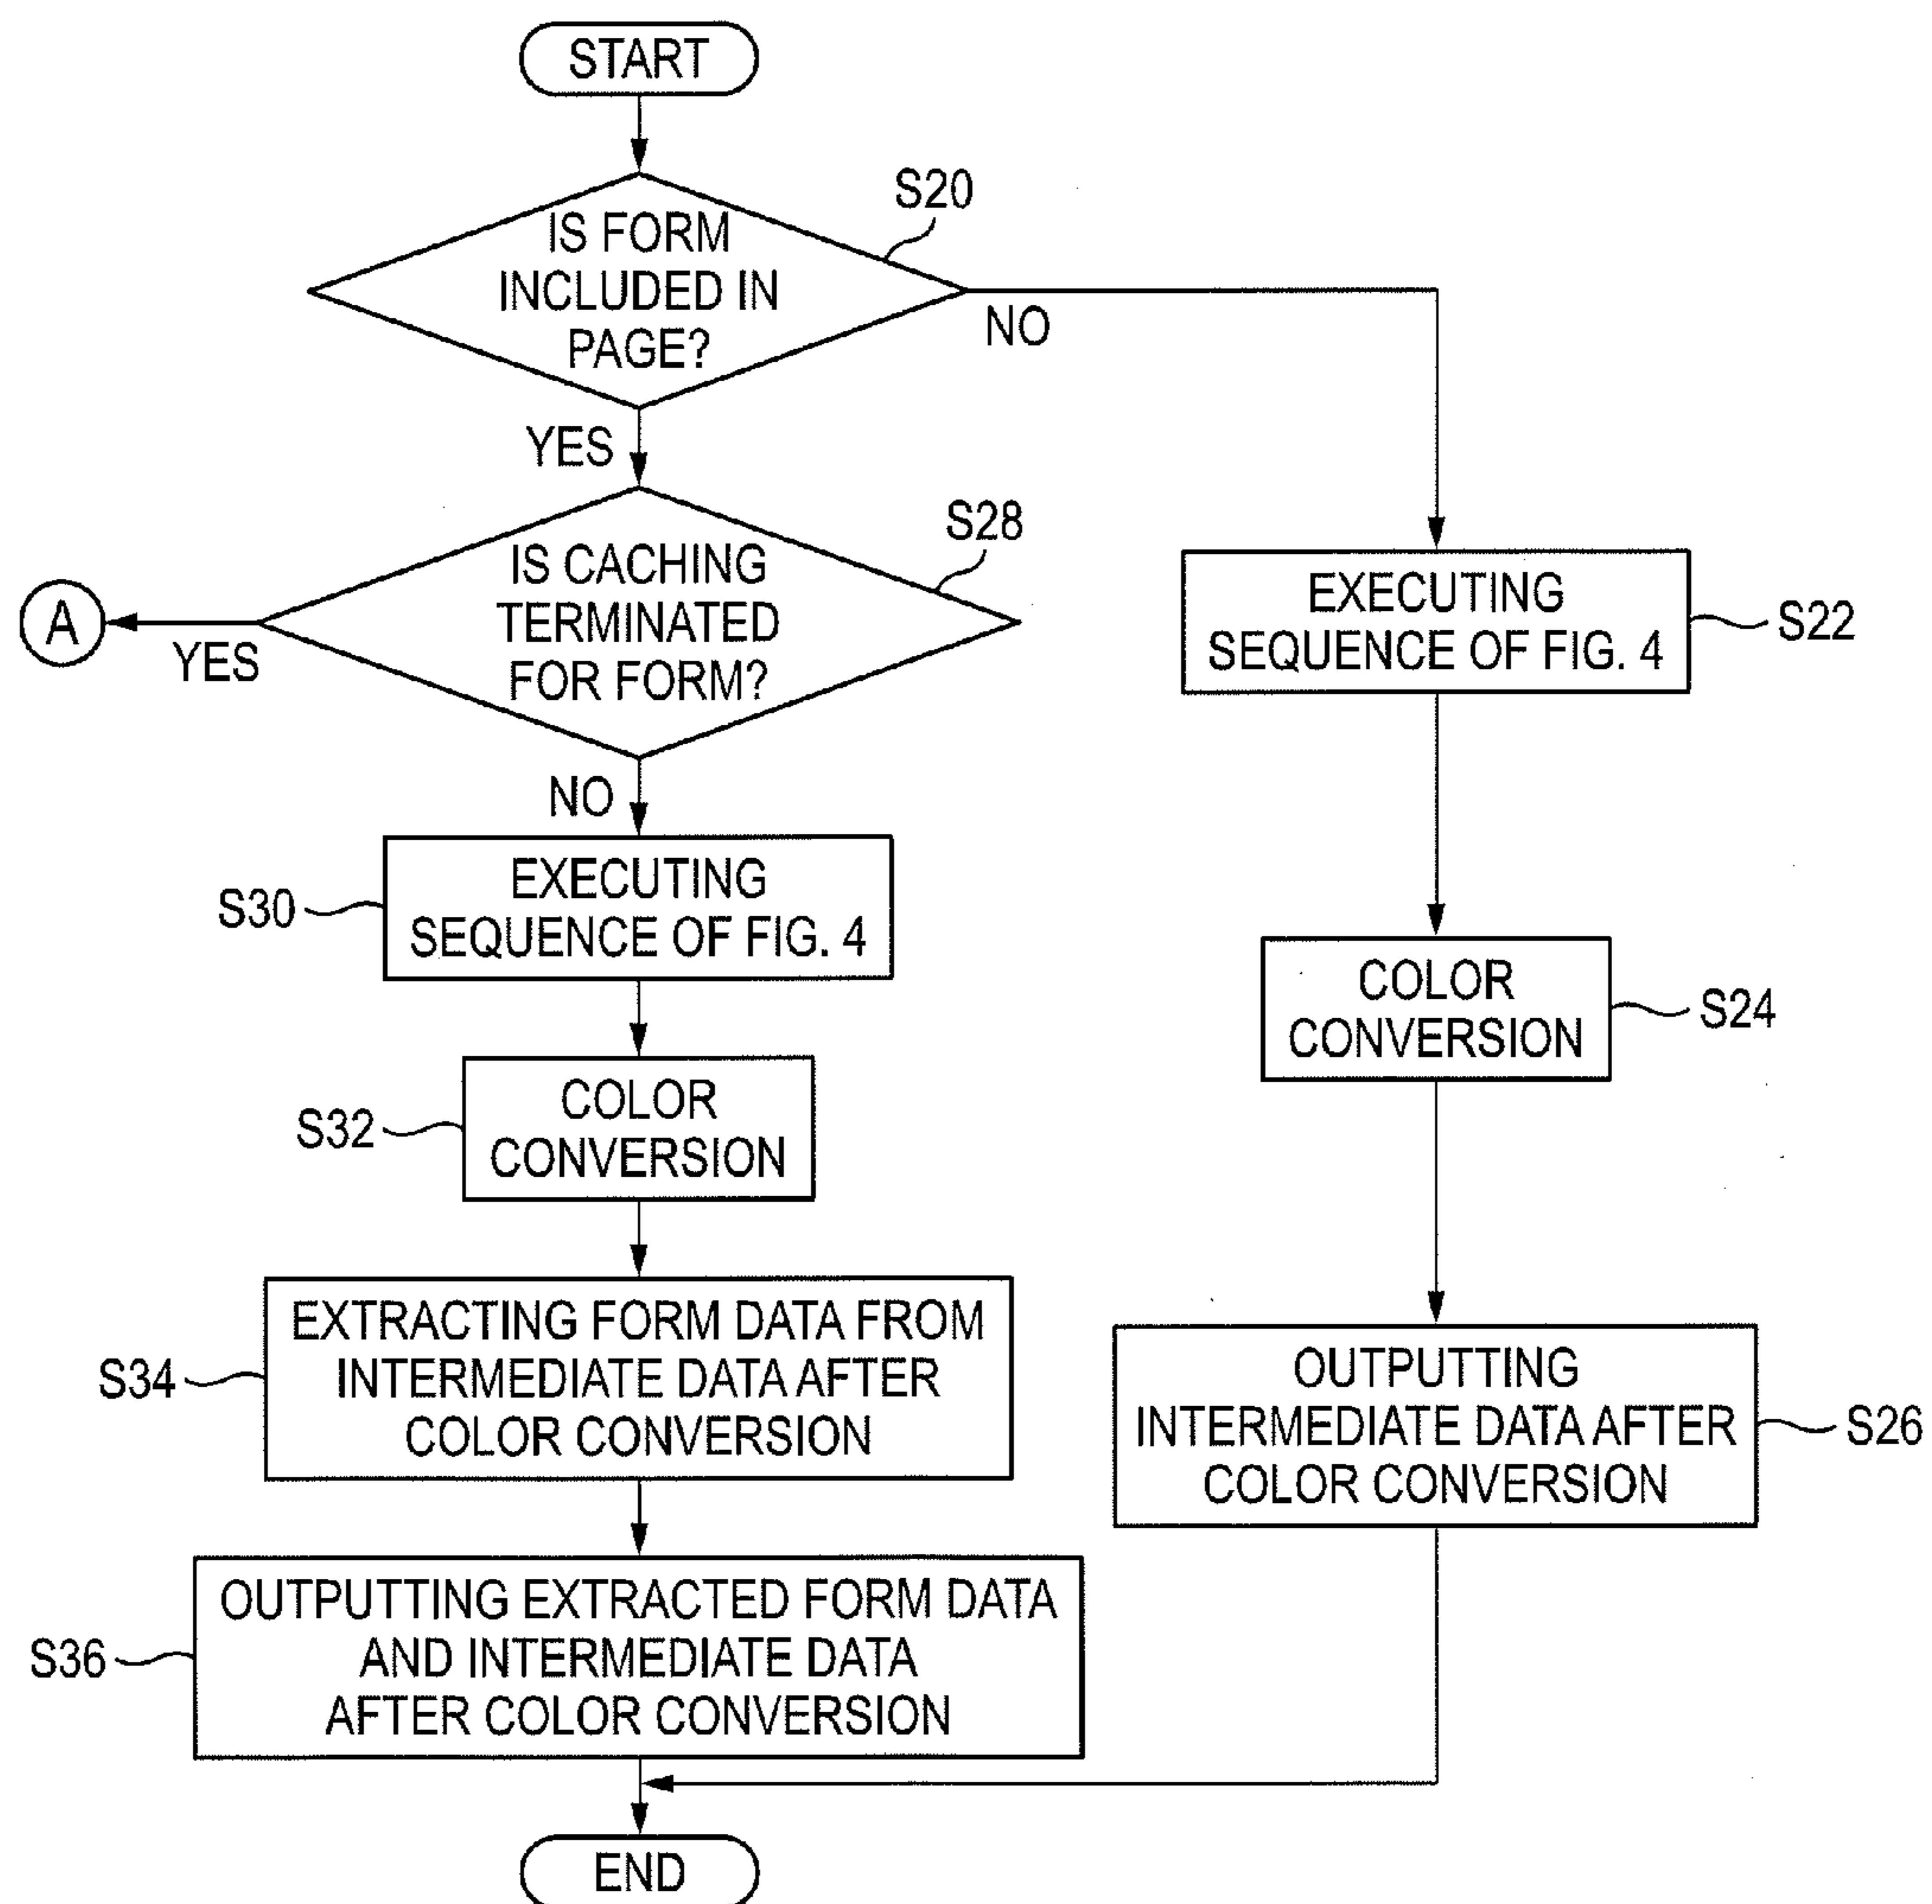 START
S20
IS FORM
INCLUDED IN
PAGE?
NO
YES
S28
IS CACHING
TERMINATED
FOR FORM?
A
YES
EXECUTING
SEQUENCE OF FIG. 4
S22
NO
S30
EXECUTING
SEQUENCE OF FIG. 4
COLOR
CONVERSION
S24
S32
COLOR
CONVERSION
S34
EXTRACTING FORM DATA FROM
INTERMEDIATE DATA AFTER
COLOR CONVERSION
OUTPUTTING
INTERMEDIATE DATA AFTER
COLOR CONVERSION
S26
S36
OUTPUTTING EXTRACTED FORM DATA
AND INTERMEDIATE DATA
AFTER COLOR CONVERSION
END